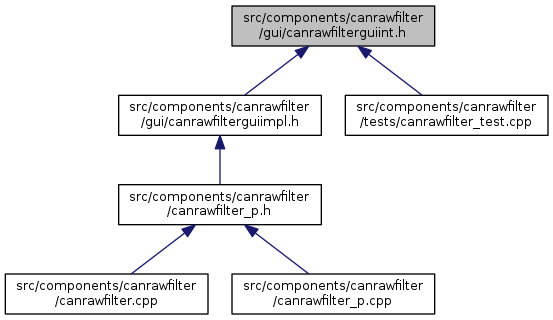 src/components/canrawfilter
/gui/canrawfilterguiint.h
src/components/canrawfilter
/gui/canrawfilterguiimpl.h
src/components/canrawfilter
/tests/canrawfilter_test.cpp
src/components/canrawfilter
/canrawfilter_p.h
src/components/canrawfilter
/canrawfilter.cpp
src/components/canrawfilter
/canrawfilter_p.cpp